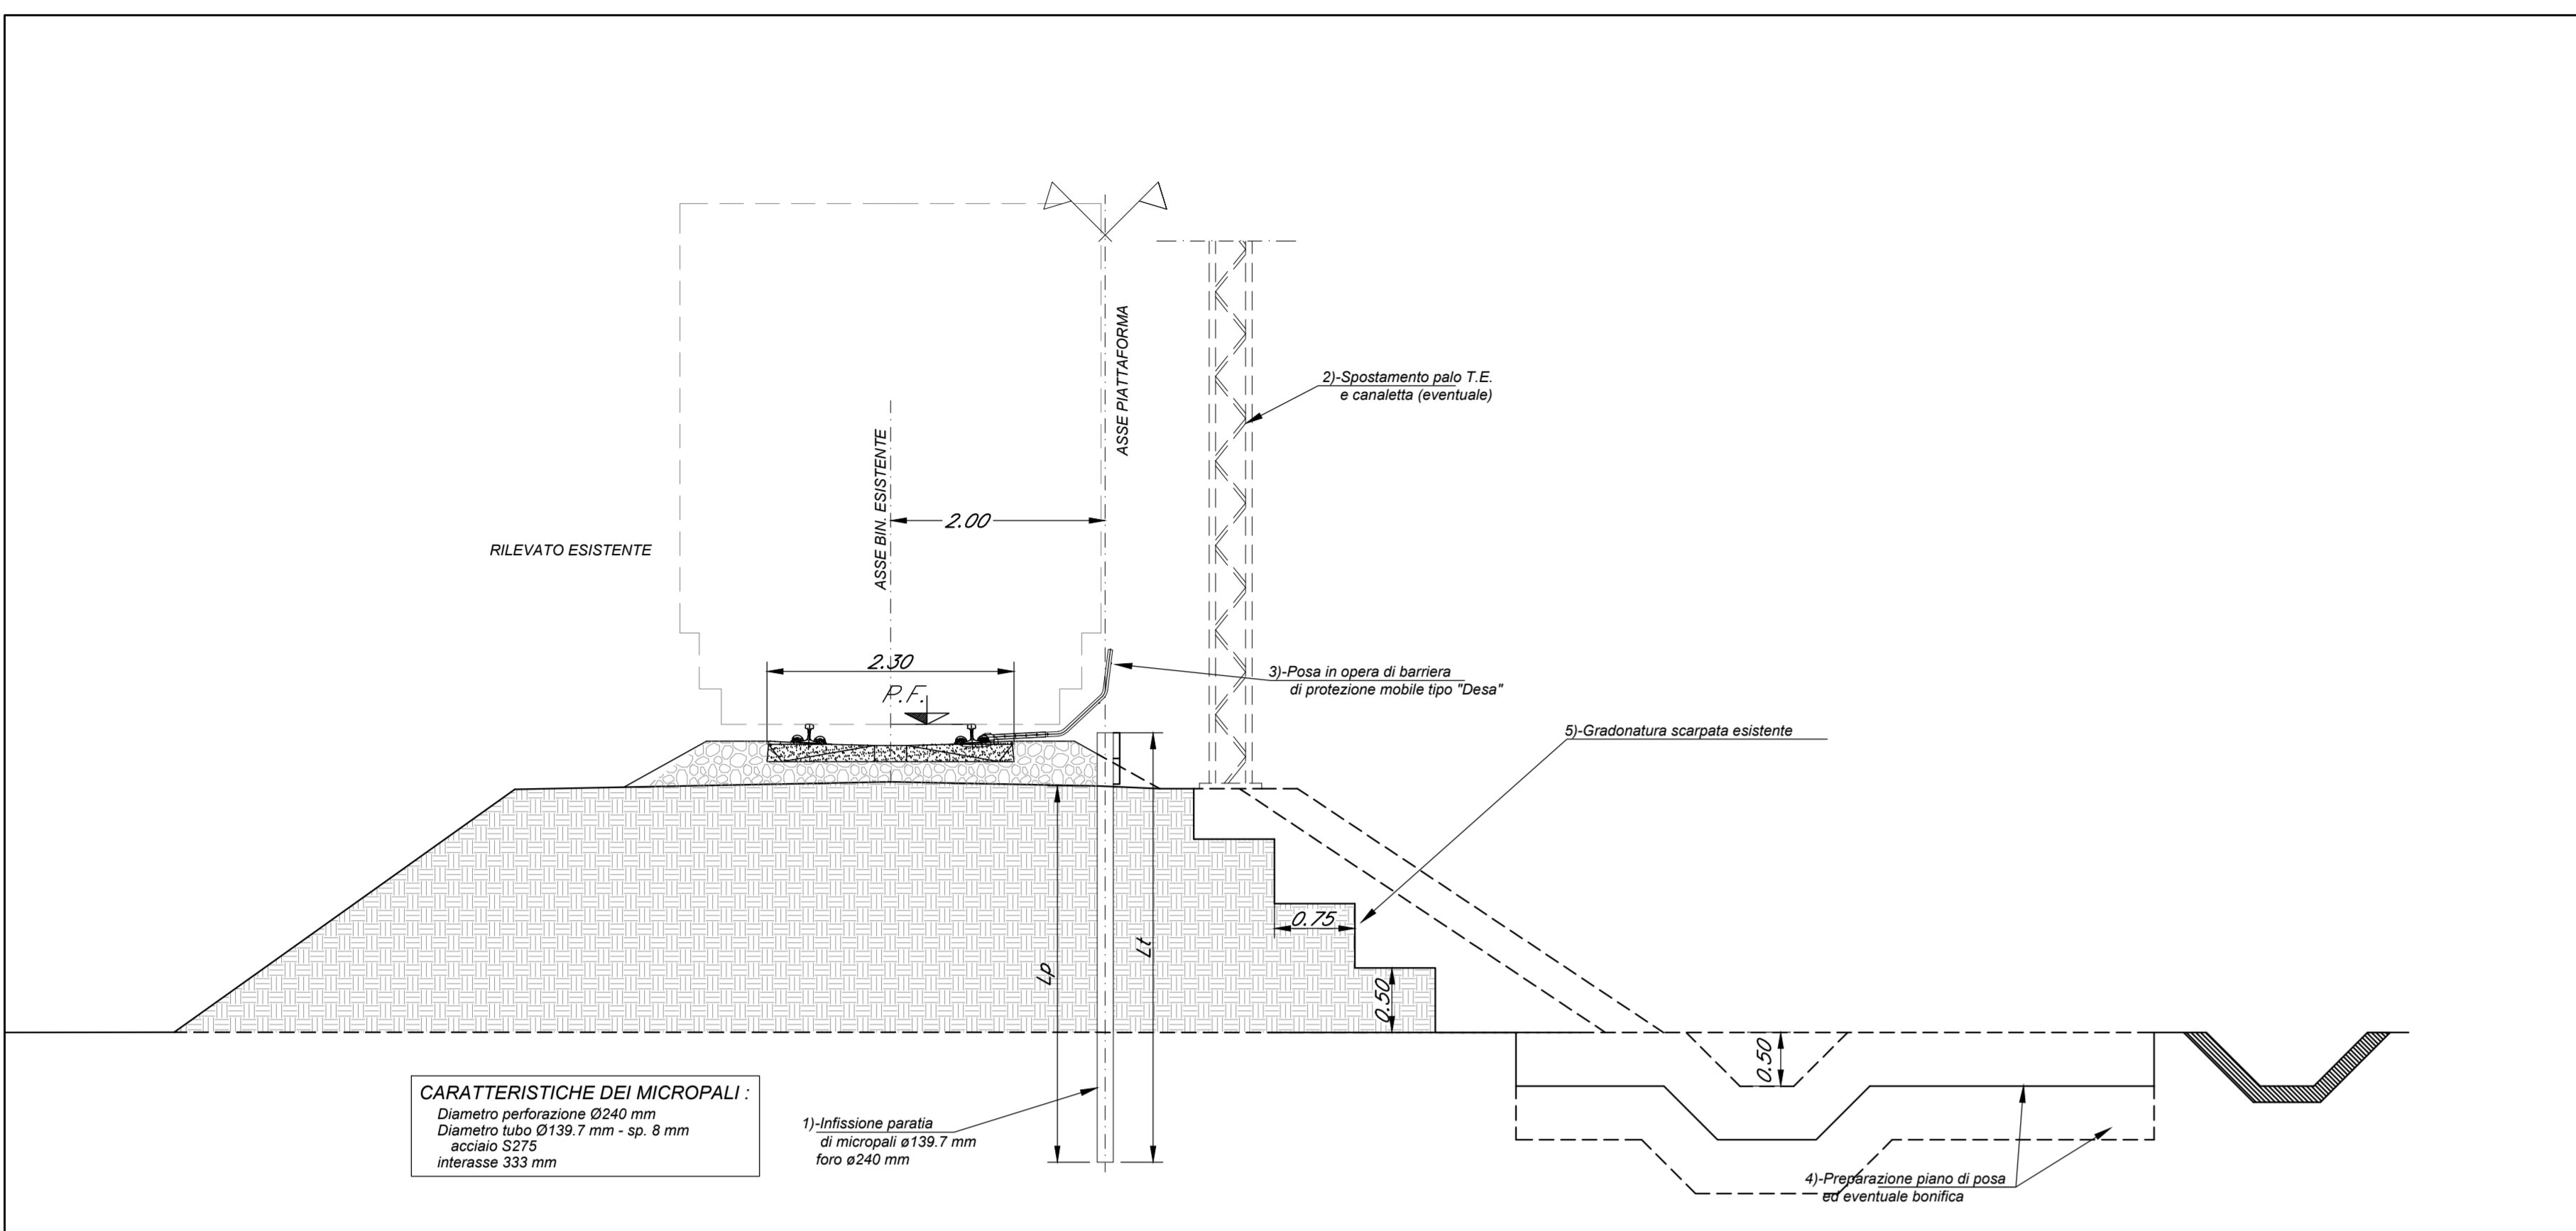 ASSE PIATTAFORMA
2)-Spostamento palo T.E.
e canaletta (eventuale)
ASSE BIN. ESISTENTE
2.00
RILEVATO ESISTENTE
2.30
P.F.
3)-Posa in opera di barriera
di protezione mobile tipo "Desa"
5)-Gradonatura scarpata esistente
0.75
Lt
Lp
0.50
0.50
CARATTERISTICHE DEI MICROPALI :
Diametro perforazione Ø240 mm
Diametro tubo Ø139.7 mm - sp. 8 mm
acciaio S275
interasse 333 mm
1)-Infissione paratia
di micropali ø139.7 mm
foro ø240 mm
4)-Preparazione piano di posa
ed eventuale bonifica